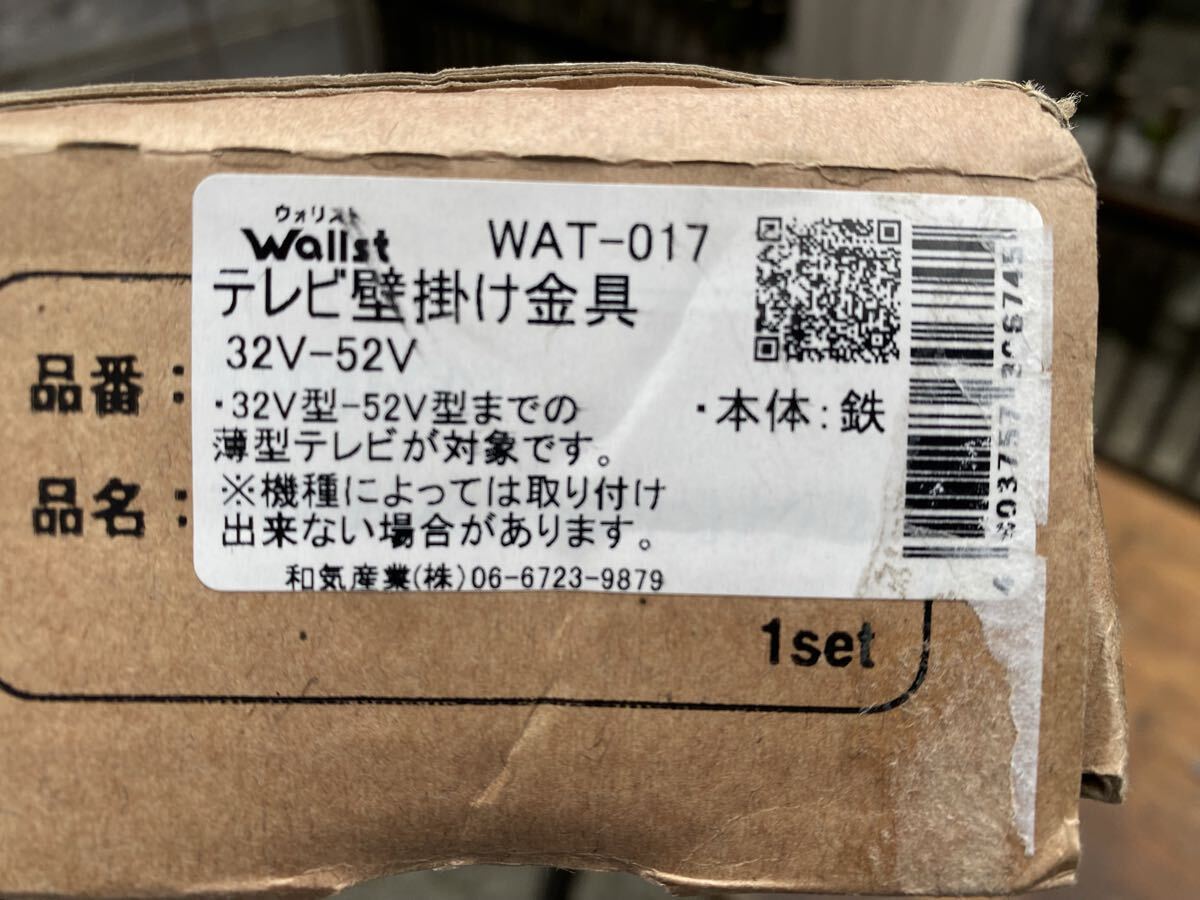 ウォリスト
Wallst
WAT-017
テレビ壁掛け金具
32V-52V
・32V型-52V型までの
薄型テレビが対象です。
・本体:鉄
※機種によっては取り付け
出来ない場合があります。
和気産業(株)06-6723-9879
品番:
品名:
1set